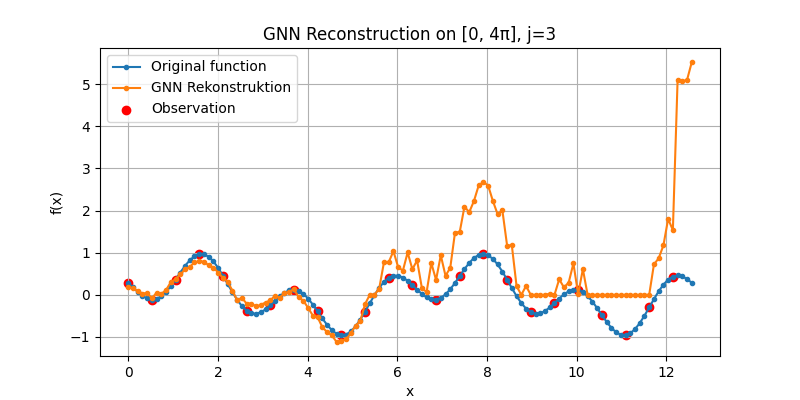 GNN Reconstruction on [0, 4π], j=3
Original function
GNN Rekonstruktion
Observation
f(x)
5
4
3
2
1
0
−1
0 2 4 6 8 10 12
x